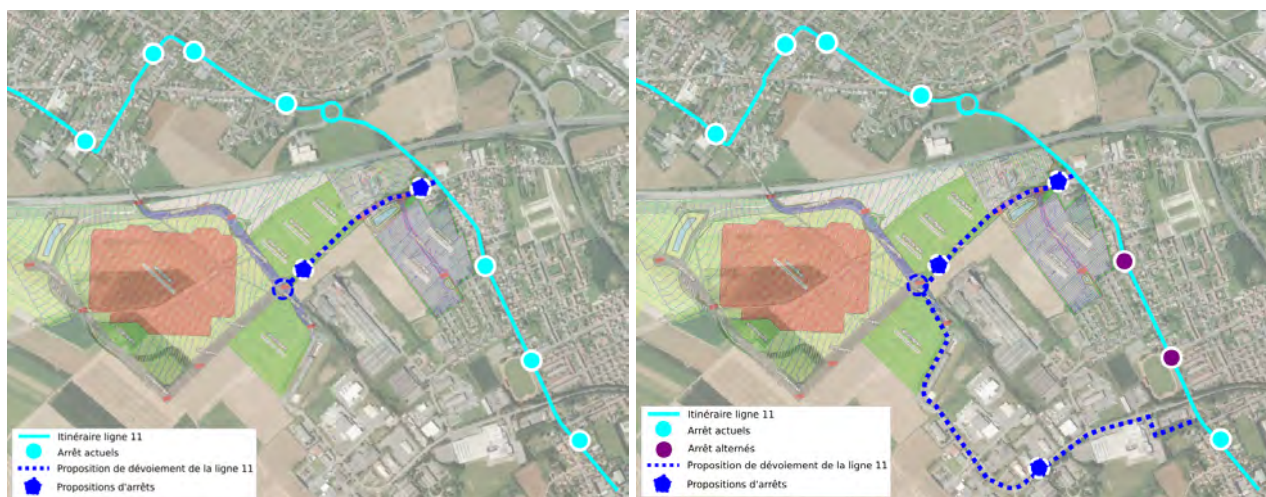 Itinéraire ligne 11
Arrêt actuels
Proposition de dévoiement de la ligne 11
Propositions d'arrêts
Itinéraire ligne 11
Arrêt actuels
Arrêt alternés
Proposition de dévoiement de la ligne 11
Propositions d'arrêts